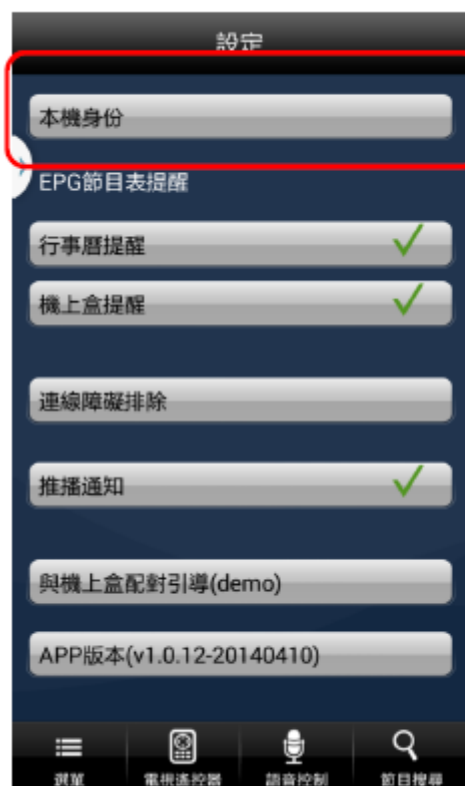 設定
本機身份
EPG節目表提醒
行事曆提醒
機上盒提醒
連線障礙排除
推播通知
與機上盒配對引導(demo)
APP版本(v1.0.12-20140410)
選單 電視遙控器 語音控制 節目搜尋